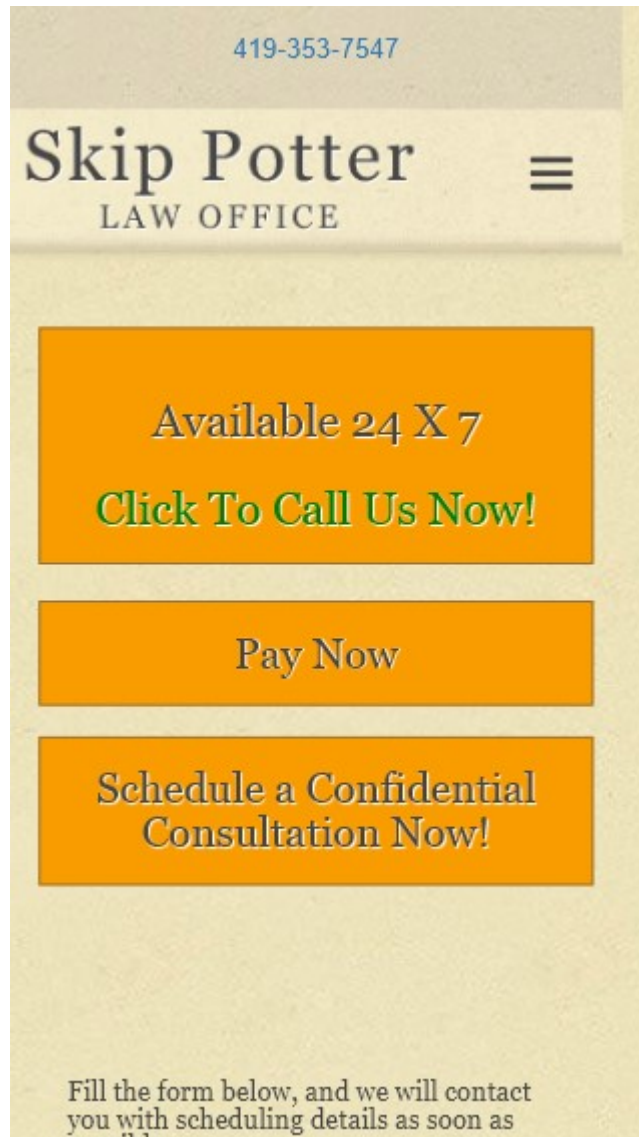 419-353-7547
Skip Potter
LAW OFFICE
Available 24 X 7
Click To Call Us Now!
Pay Now
Schedule a Confidential
Consultation Now!
Fill the form below, and we will contact
you with scheduling details as soon as